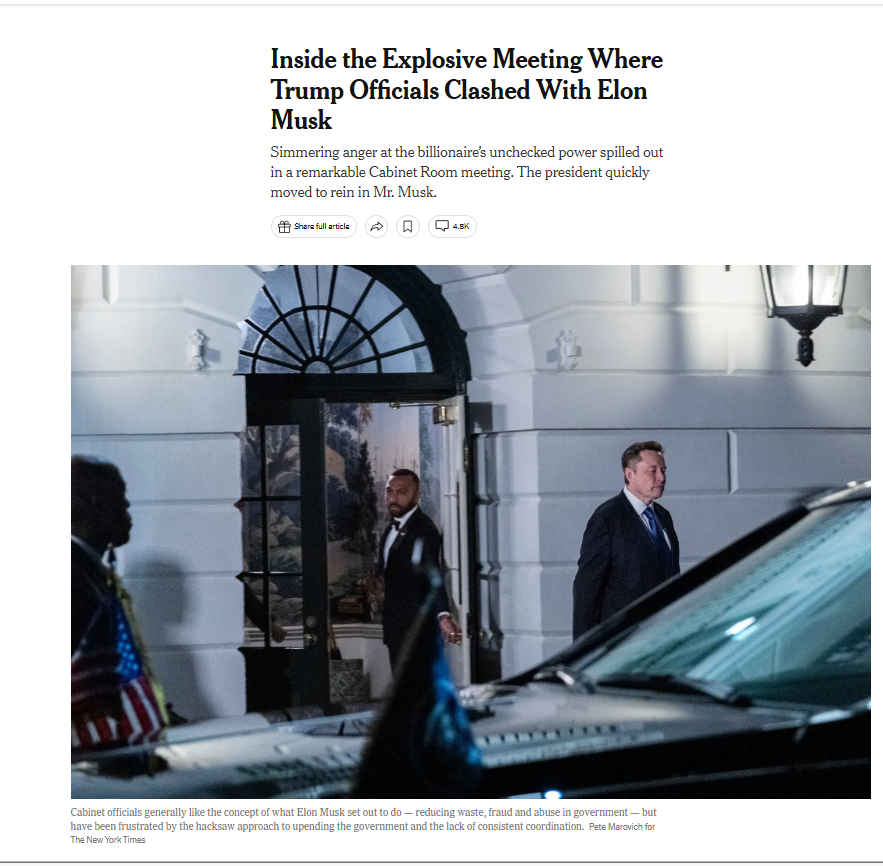 Inside the Explosive Meeting Where
Trump Officials Clashed With Elon
Musk
Simmering anger at the billionaire's unchecked power spilled out
in a remarkable Cabinet Room meeting. The president quickly
moved to rein in Mr. Musk.
Share full article
4.8K
Cabinet officials generally like the concept of what Elon Musk set out to do — reducing waste, fraud and abuse in government — but
have been frustrated by the hacksaw approach to upending the government and the lack of consistent coordination. Pete Marovich for
The New York Times